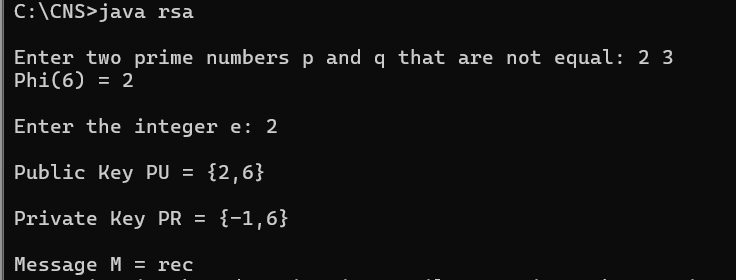 C:\CNS>java rsa
Enter two prime numbers p and q that are not equal: 2 3
Phi(6) = 2
Enter the integer e: 2
Public Key PU = {2,6}
Private Key PR = {-1,6}
Message M = rec